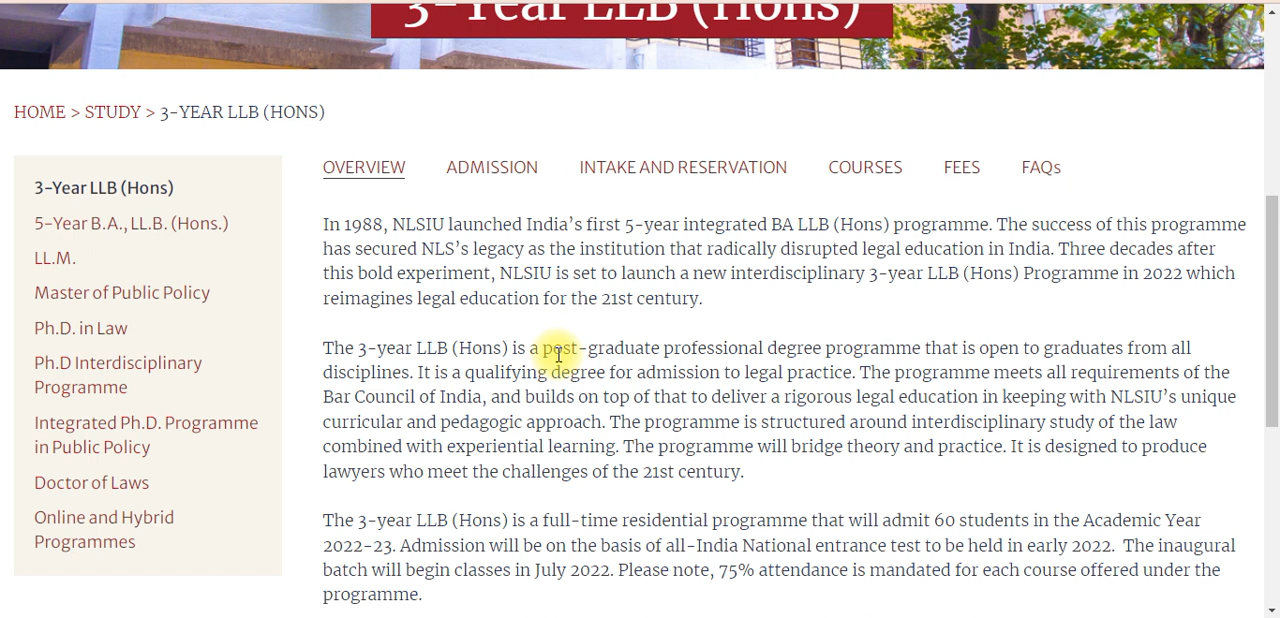 3-Year LLB (Hons)
HOME > STUDY > 3-YEAR LLB (HONS)
3-Year LLB (Hons)
5-Year B.A., LL.B. (Hons.)
LL.M.
Master of Public Policy
Ph.D. in Law
Ph.D Interdisciplinary
Programme
Integrated Ph.D. Programme
in Public Policy
Doctor of Laws
Online and Hybrid
Programmes
OVERVIEW ADMISSION INTAKE AND RESERVATION COURSES FEES FAQs
In 1988, NLSIU launched India’s first 5-year integrated BA LLB (Hons) programme. The success of this programme
has secured NLS’s legacy as the institution that radically disrupted legal education in India. Three decades after
this bold experiment, NLSIU is set to launch a new interdisciplinary 3-year LLB (Hons) Programme in 2022 which
reimagines legal education for the 21st century.
The 3-year LLB (Hons) is a post-graduate professional degree programme that is open to graduates from all
disciplines. It is a qualifying degree for admission to legal practice. The programme meets all requirements of the
Bar Council of India, and builds on top of that to deliver a rigorous legal education in keeping with NLSIU’s unique
curricular and pedagogic approach. The programme is structured around interdisciplinary study of the law
combined with experiential learning. The programme will bridge theory and practice. It is designed to produce
lawyers who meet the challenges of the 21st century.
The 3-year LLB (Hons) is a full-time residential programme that will admit 60 students in the Academic Year
2022-23. Admission will be on the basis of all-India National entrance test to be held in early 2022.  The inaugural
batch will begin classes in July 2022. Please note, 75% attendance is mandated for each course offered under the
programme.